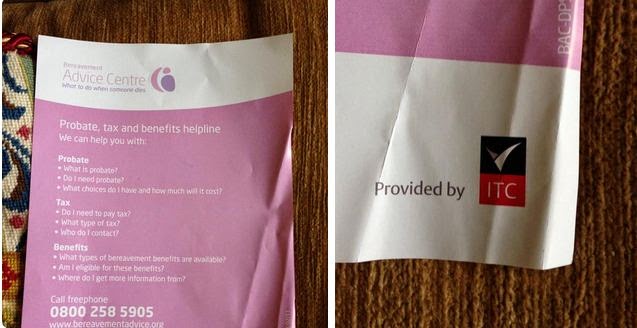 Bereavement
Advice Centre
What to do when someone dies
Probate, tax and benefits helpline
We can help you with:
Probate
• What is probate?
• Do I need probate?
• What choices do I have and how much will it cost?
Tax
• Do I need to pay tax?
• What type of tax?
• Who do I contact?
Benefits
• What types of bereavement benefits are available?
• Am I eligible for these benefits?
• Where do I get more information from?
Call freephone
0800 258 5905
www.bereavementadvice.org
BAC-DP
Provided by
ITC